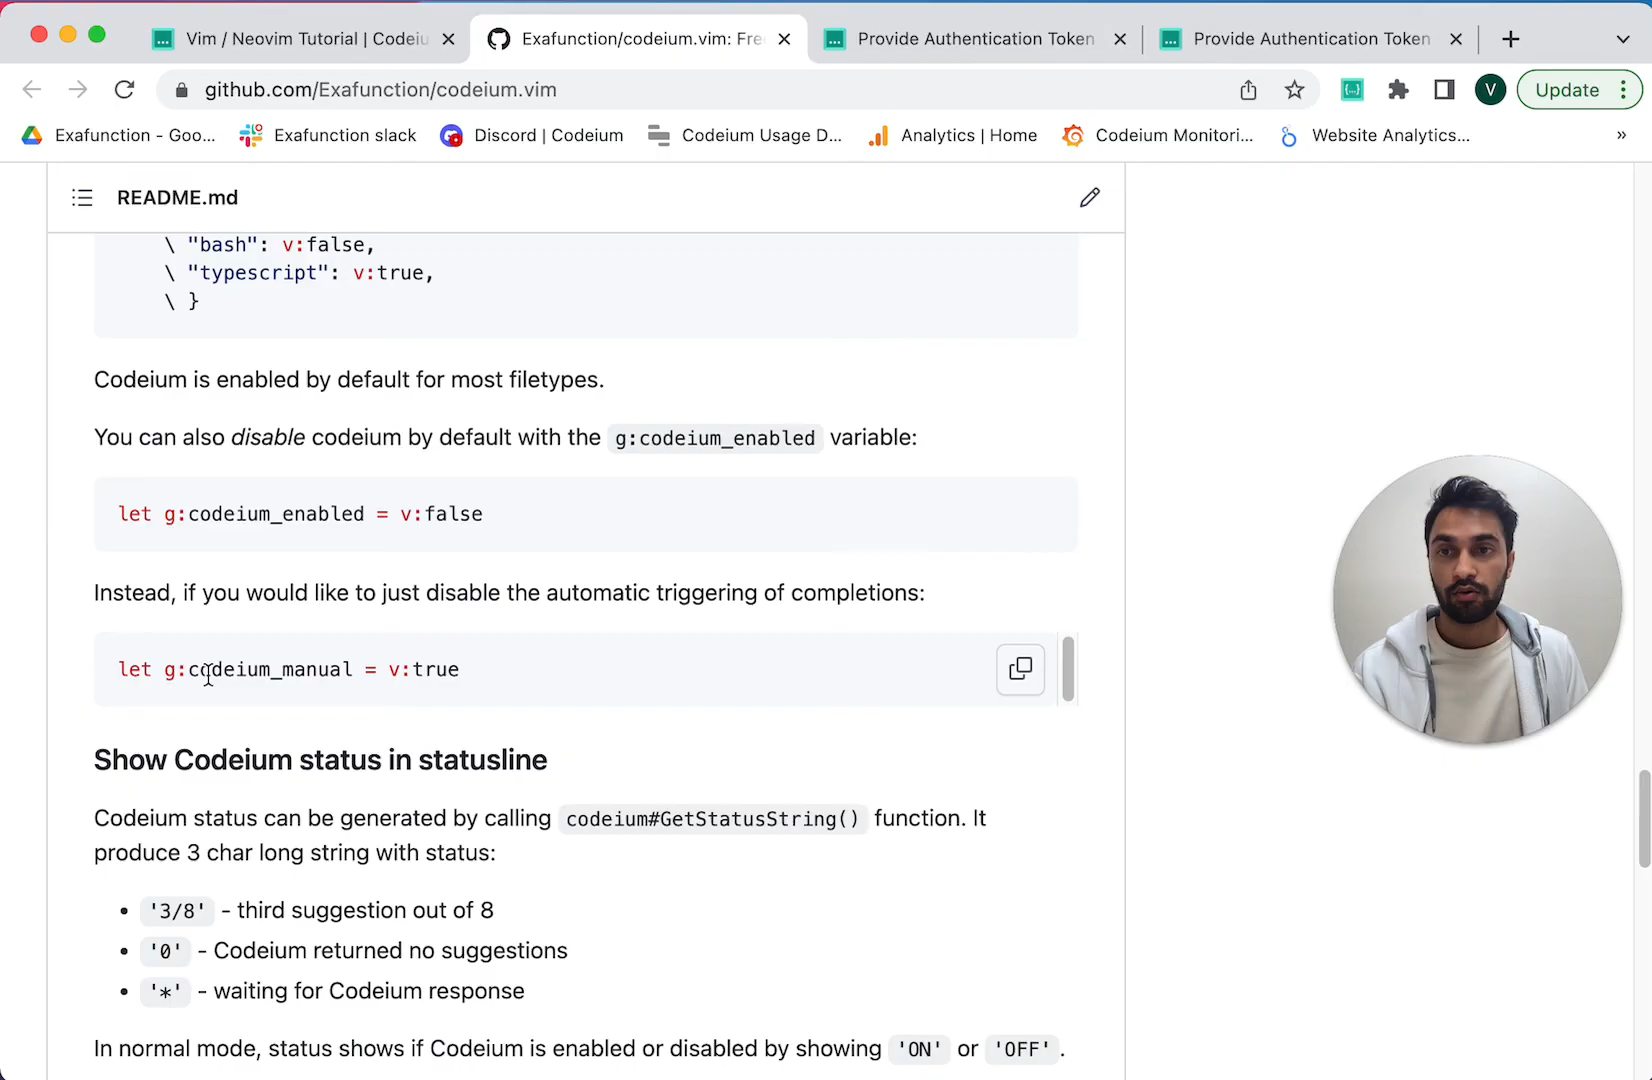 Vim / Neovim Tutorial | Codeiu
Exafunction/codeium.vim: Fre
Provide Authentication Token
Provide Authentication Token
github.com/Exafunction/codeium.vim
V
Update
Exafunction - Goo...
Exafunction slack
Discord | Codeium
Codeium Usage D...
Analytics | Home
Codeium Monitori...
Website Analytics...
»
README.md
\ "bash": v:false,
\ "typescript": v:true,
\ }
Codeium is enabled by default for most filetypes.
You can also disable codeium by default with the g:codeium_enabled variable:
let g:codeium_enabled = v:false
Instead, if you would like to just disable the automatic triggering of completions:
let g:codeium_manual = v:true
Show Codeium status in statusline
Codeium status can be generated by calling codeium#GetStatusString() function. It
produce 3 char long string with status:
• '3/8' - third suggestion out of 8
• '0' - Codeium returned no suggestions
• '*' - waiting for Codeium response
In normal mode, status shows if Codeium is enabled or disabled by showing 'ON' or 'OFF'.